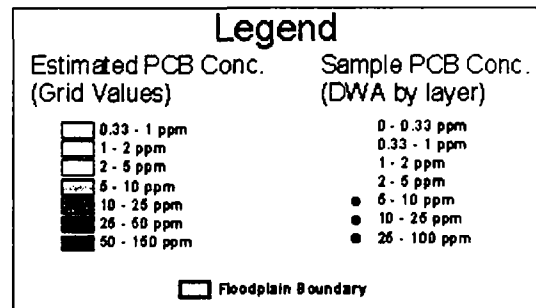 Legend
Estimated PCB Conc.
(Grid Values)
0.33 - 1 ppm
1 - 2 ppm
2 - 5 ppm
5 - 10 ppm
10 - 25 ppm
25 - 50 ppm
50 - 150 ppm
Sample PCB Conc.
(DWA by layer)
0 - 0.33 ppm
0.33 - 1 ppm
1 - 2 ppm
2 - 5 ppm
5 - 10 ppm
10 - 25 ppm
25 - 100 ppm
Floodplain Boundary